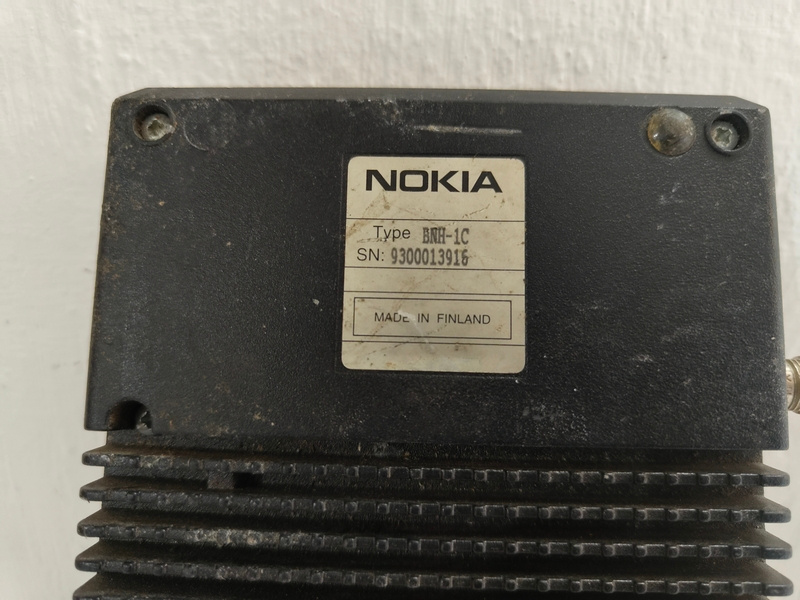 NOKIA
Type BNH-1C
SN: 9300013916
MADE IN FINLAND